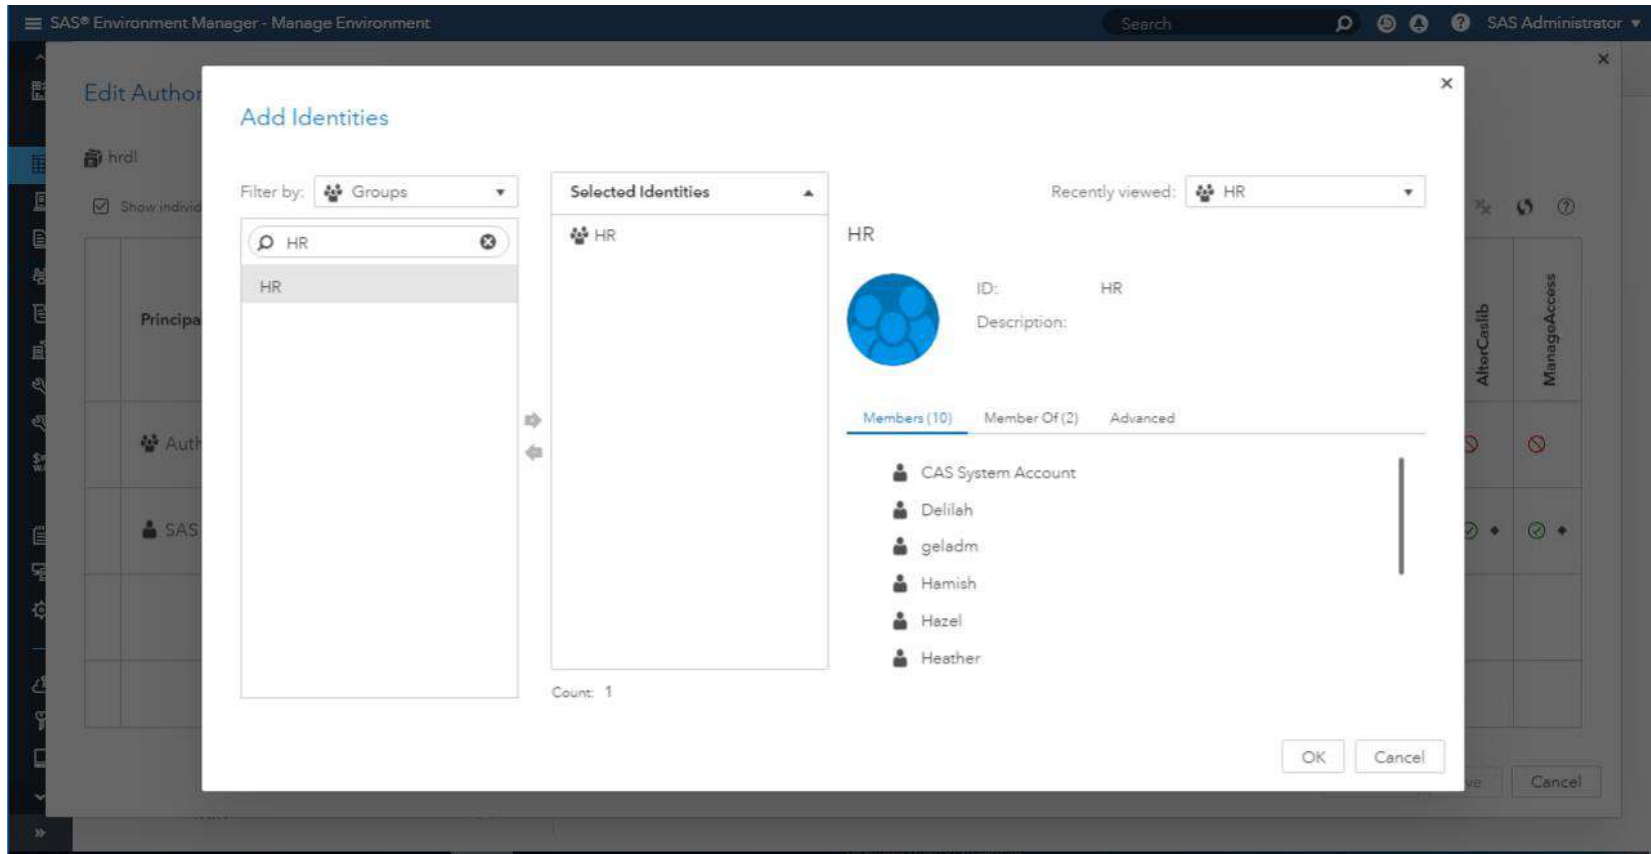 SAS® Environment Manager - Manage Environment
Search
SAS Administrator
Edit Author
Add Identities
hrdl
Filter by:
Groups
Selected Identities
Recently viewed:
HR
Show individ
HR
HR
HR
HR
ID:
HR
Description:
Principa
AlterCaslib
ManageAccess
Members (10)
Member Of (2)
Advanced
Auth
CAS System Account
Delilah
SAS
geladm
Hamish
Hazel
Heather
Count: 1
OK
Cancel
ve
Cancel